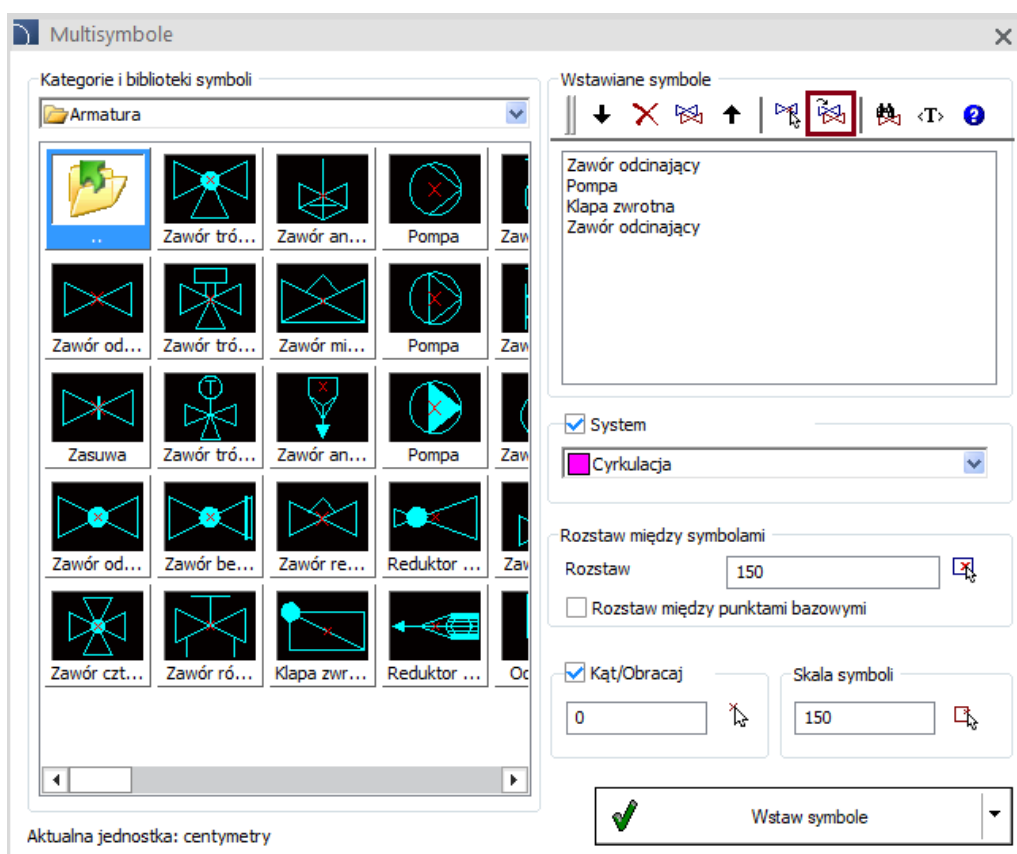 Multisymbole
Kategorie i biblioteki symboli
Armatura
..
Zawór tró...
Zawór an...
Pompa
Zaw
Zawór od...
Zawór tró...
Zawór mi...
Pompa
Zaw
Zasuwa
T
Zawór tró...
Zawór an...
Pompa
Zaw
Zawór od...
Zawór be...
Zawór re...
Reduktor ...
Zaw
Zawór czt...
Zawór ró...
Klapa zwr...
Reduktor ...
Oc
Aktualna jednostka: centymetry
Wstawiane symbole
<T>
?
Zawór odcinający
Pompa
Klapa zwrotna
Zawór odcinający
System
Cyrkulacja
Rozstaw między symbolami
Rozstaw
150
Rozstaw między punktami bazowymi
Kąt/Obracaj
0
Skala symboli
150
Wstaw symbole